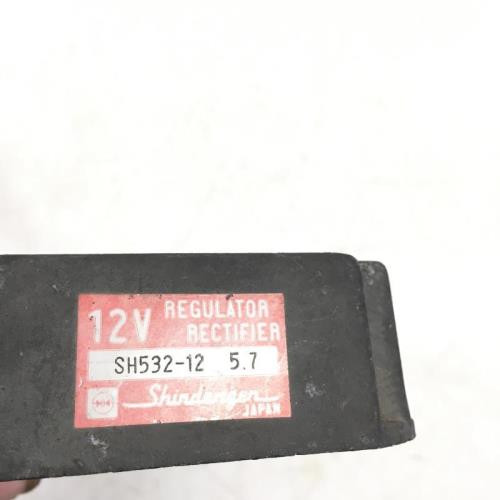 12V REGULATOR
RECTIFIER
SH532-12 5.7
Shindengen
JAPAN